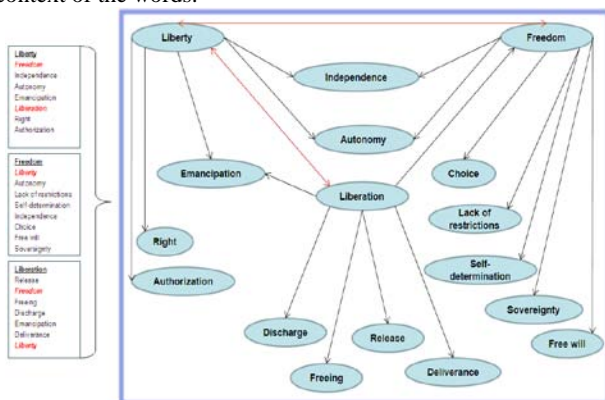 context of the words.
Liberty
Freedom
Independence
Autonomy
Emancipation
Liberation
Right
Authorization
Freedom
Liberty
Autonomy
Lack of restrictions
Self-determination
Independence
Choice
Free will
Sovereignty
Liberation
Release
Freedom
Freeing
Discharge
Emancipation
Deliverance
Liberty
Liberty
Freedom
Independence
Autonomy
Emancipation
Choice
Liberation
Lack of
restrictions
Right
Self-
determination
Authorization
Sovereignty
Discharge
Release
Free will
Freeing
Deliverance